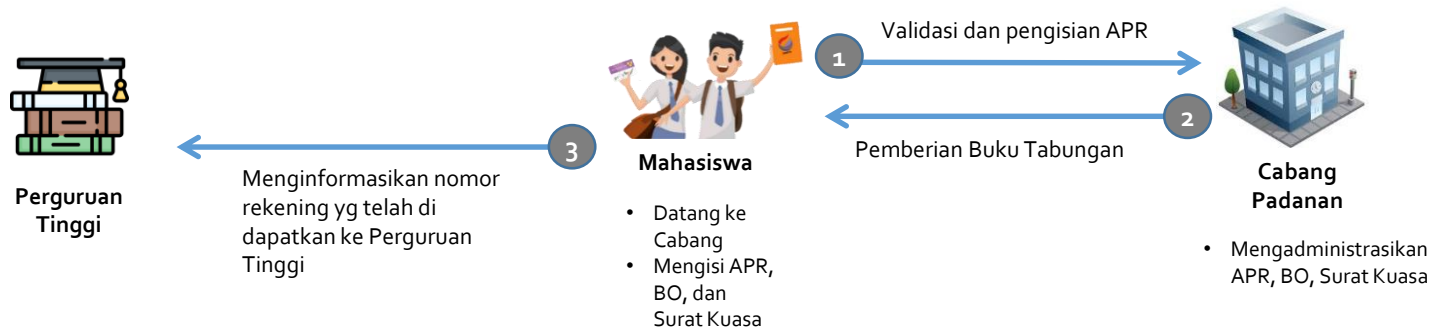 Perguruan
Tinggi
3
Menginformasikan nomor
rekening yg telah di
dapatkan ke Perguruan
Tinggi
Mahasiswa
• Datang ke
Cabang
• Mengisi APR,
BO, dan
Surat Kuasa
1
Validasi dan pengisian APR
2
Pemberian Buku Tabungan
Cabang
Padanan
• Mengadministrasikan
APR, BO, Surat Kuasa